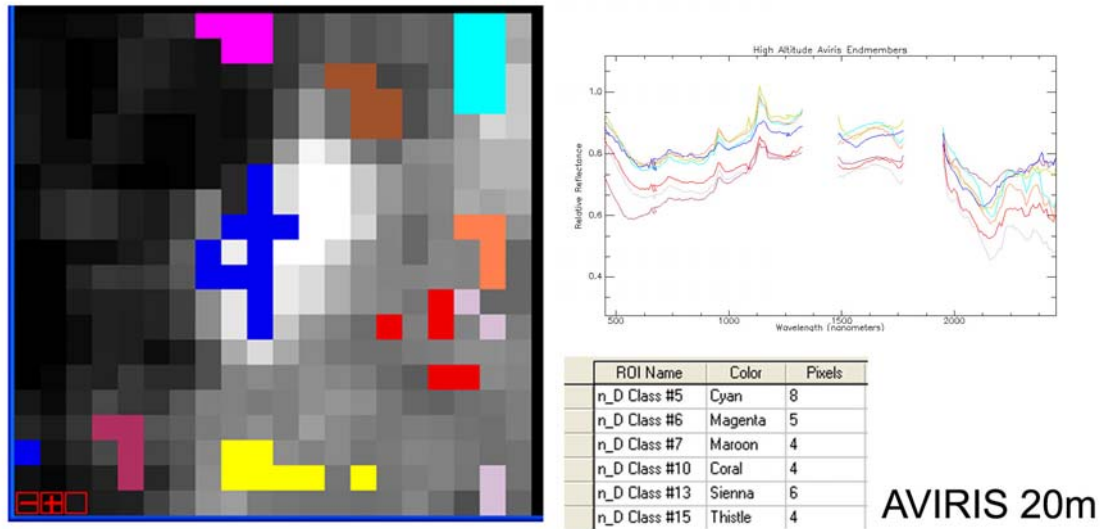 High Altitude Aviris Endmembers
Relative Reflectance
1.0
0.8
0.6
0.4
500 1000 1500 2000
Wavelength (nanometers)
ROI Name Color Pixels
n_D Class #5 Cyan 8
n_D Class #6 Magenta 5
n_D Class #7 Maroon 4
n_D Class #10 Coral 4
n_D Class #13 Sienna 6
n_D Class #15 Thistle 4
AVIRIS 20m